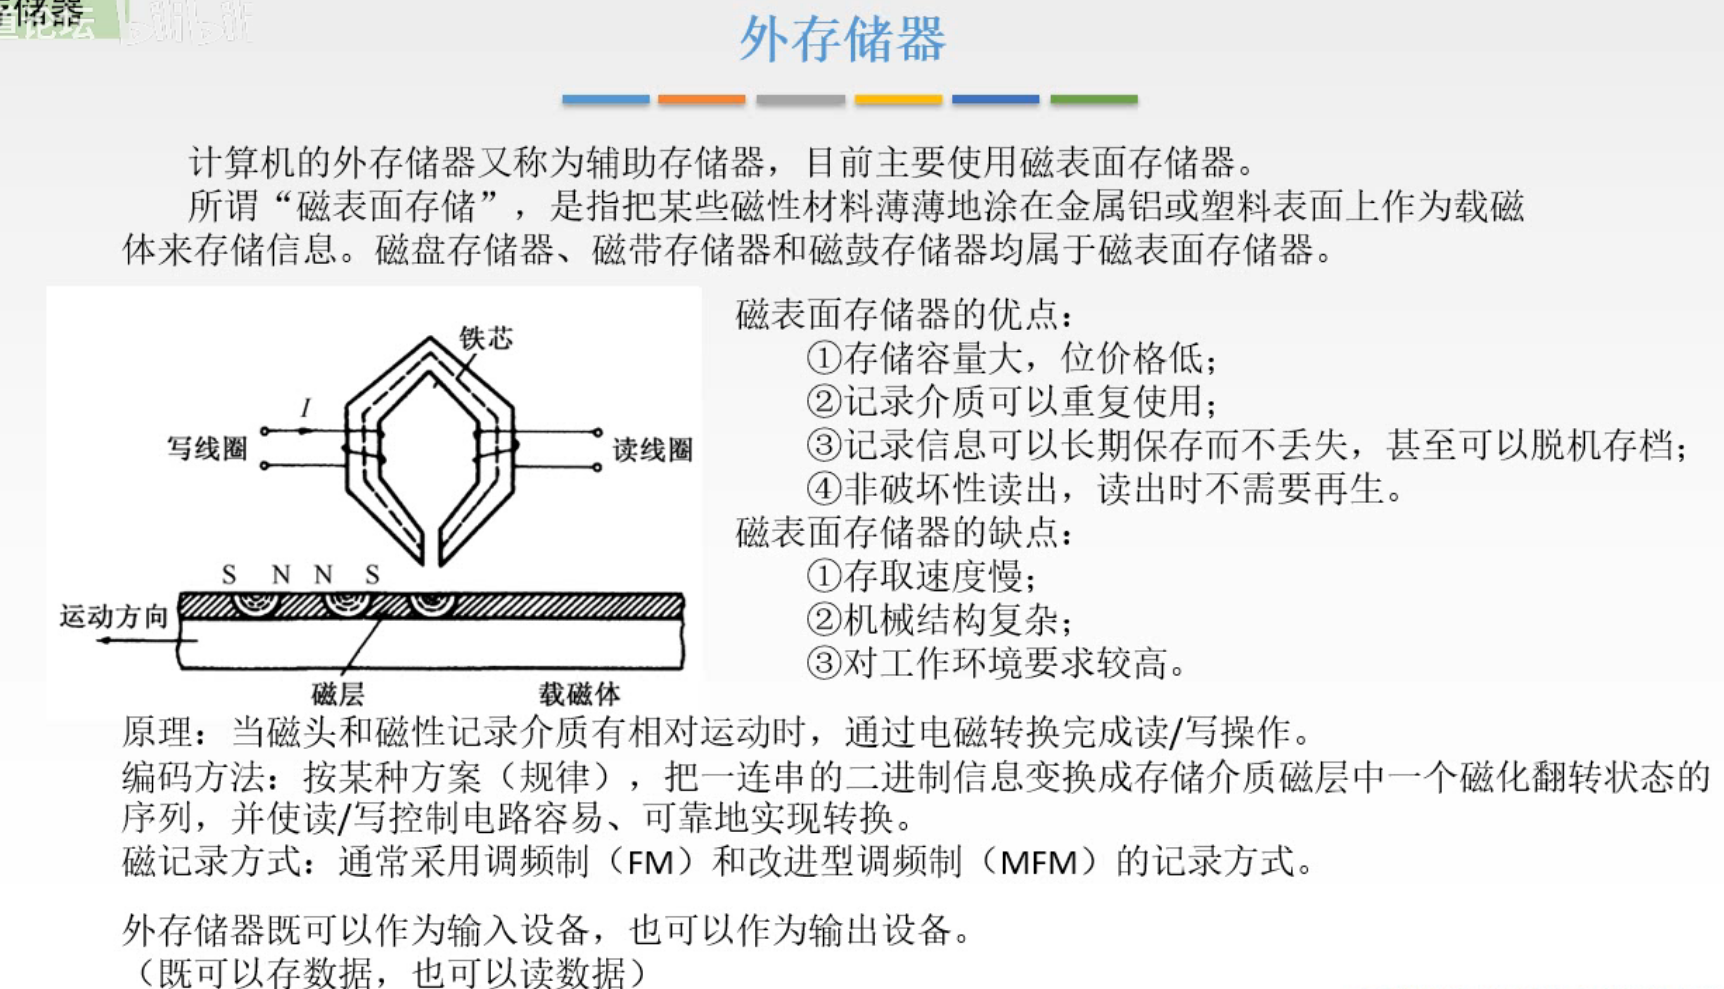 存储器
道论坛 bilibili
外存储器
计算机的外存储器又称为辅助存储器，目前主要使用磁表面存储器。
所谓“磁表面存储”，是指把某些磁性材料薄薄地涂在金属铝或塑料表面上作为载磁
体来存储信息。磁盘存储器、磁带存储器和磁鼓存储器均属于磁表面存储器。
铁芯
I
写线圈
读线圈
S N N S
运动方向
磁层
载磁体
磁表面存储器的优点：
①存储容量大，位价格低；
②记录介质可以重复使用；
③记录信息可以长期保存而不丢失，甚至可以脱机存档；
④非破坏性读出，读出时不需要再生。
磁表面存储器的缺点：
①存取速度慢；
②机械结构复杂；
③对工作环境要求较高。
原理：当磁头和磁性记录介质有相对运动时，通过电磁转换完成读/写操作。
编码方法：按某种方案（规律），把一连串的二进制信息变换成存储介质磁层中一个磁化翻转状态的
序列，并使读/写控制电路容易、可靠地实现转换。
磁记录方式：通常采用调频制（FM）和改进型调频制（MFM）的记录方式。
外存储器既可以作为输入设备，也可以作为输出设备。
（既可以存数据，也可以读数据）